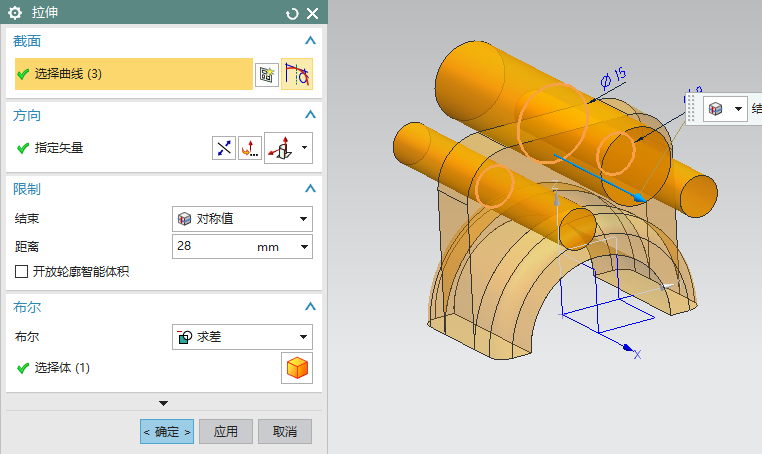 拉伸
截面
选择曲线 (3)
方向
指定矢量
限制
结束
对称值
距离
28 mm
开放轮廓智能体积
布尔
布尔
求差
选择体 (1)
< 确定 >
应用
取消
ϕ 15
结
Z
X